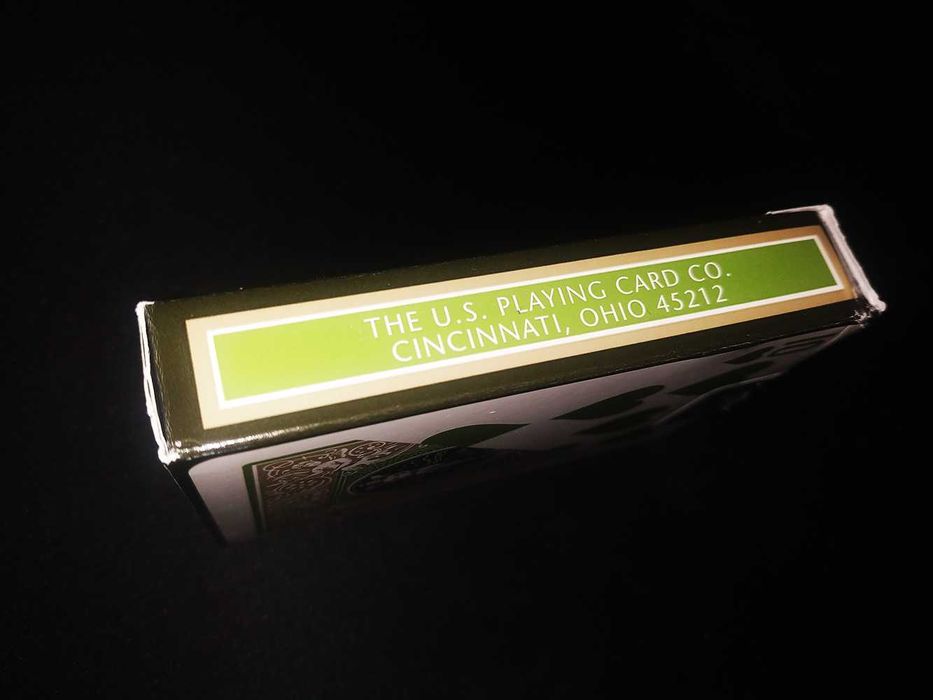 THE U.S. PLAYING CARD CO.
CINCINNATI, OHIO 45212